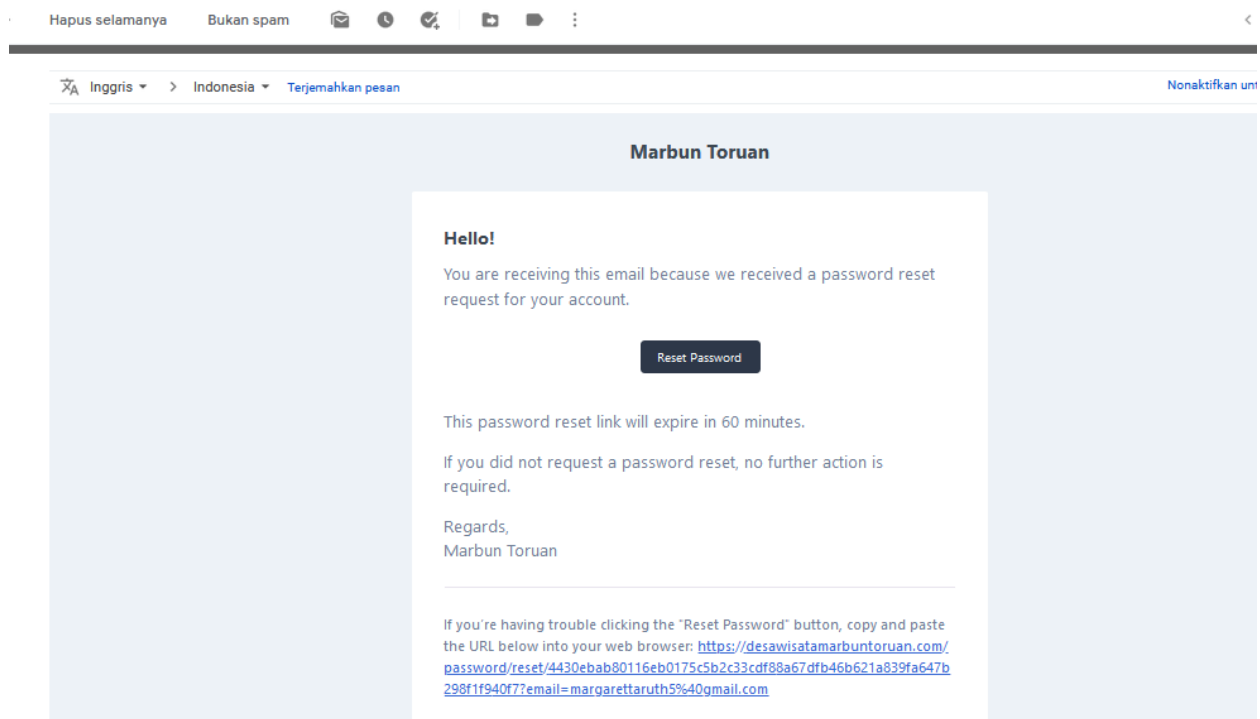 Hapus selamanya Bukan spam
Inggris Indonesia Terjemahkan pesan Nonaktifkan
Marbun Toruan
Hello!
You are receiving this email because we received a password reset
request for your account.
Reset Password
This password reset link will expire in 60 minutes.
If you did not request a password reset, no further action is
required.
Regards,
Marbun Toruan
If you're having trouble clicking the "Reset Password" button, copy and paste
the URL below into your web browser: https://desawisatamarbuntoruan.com/
password/reset/4430ebab80116eb0175c5b2c33cdf88a67dfb46b621a839fa647b
298f1f940f7?email=margarettaruth5%40gmail.com